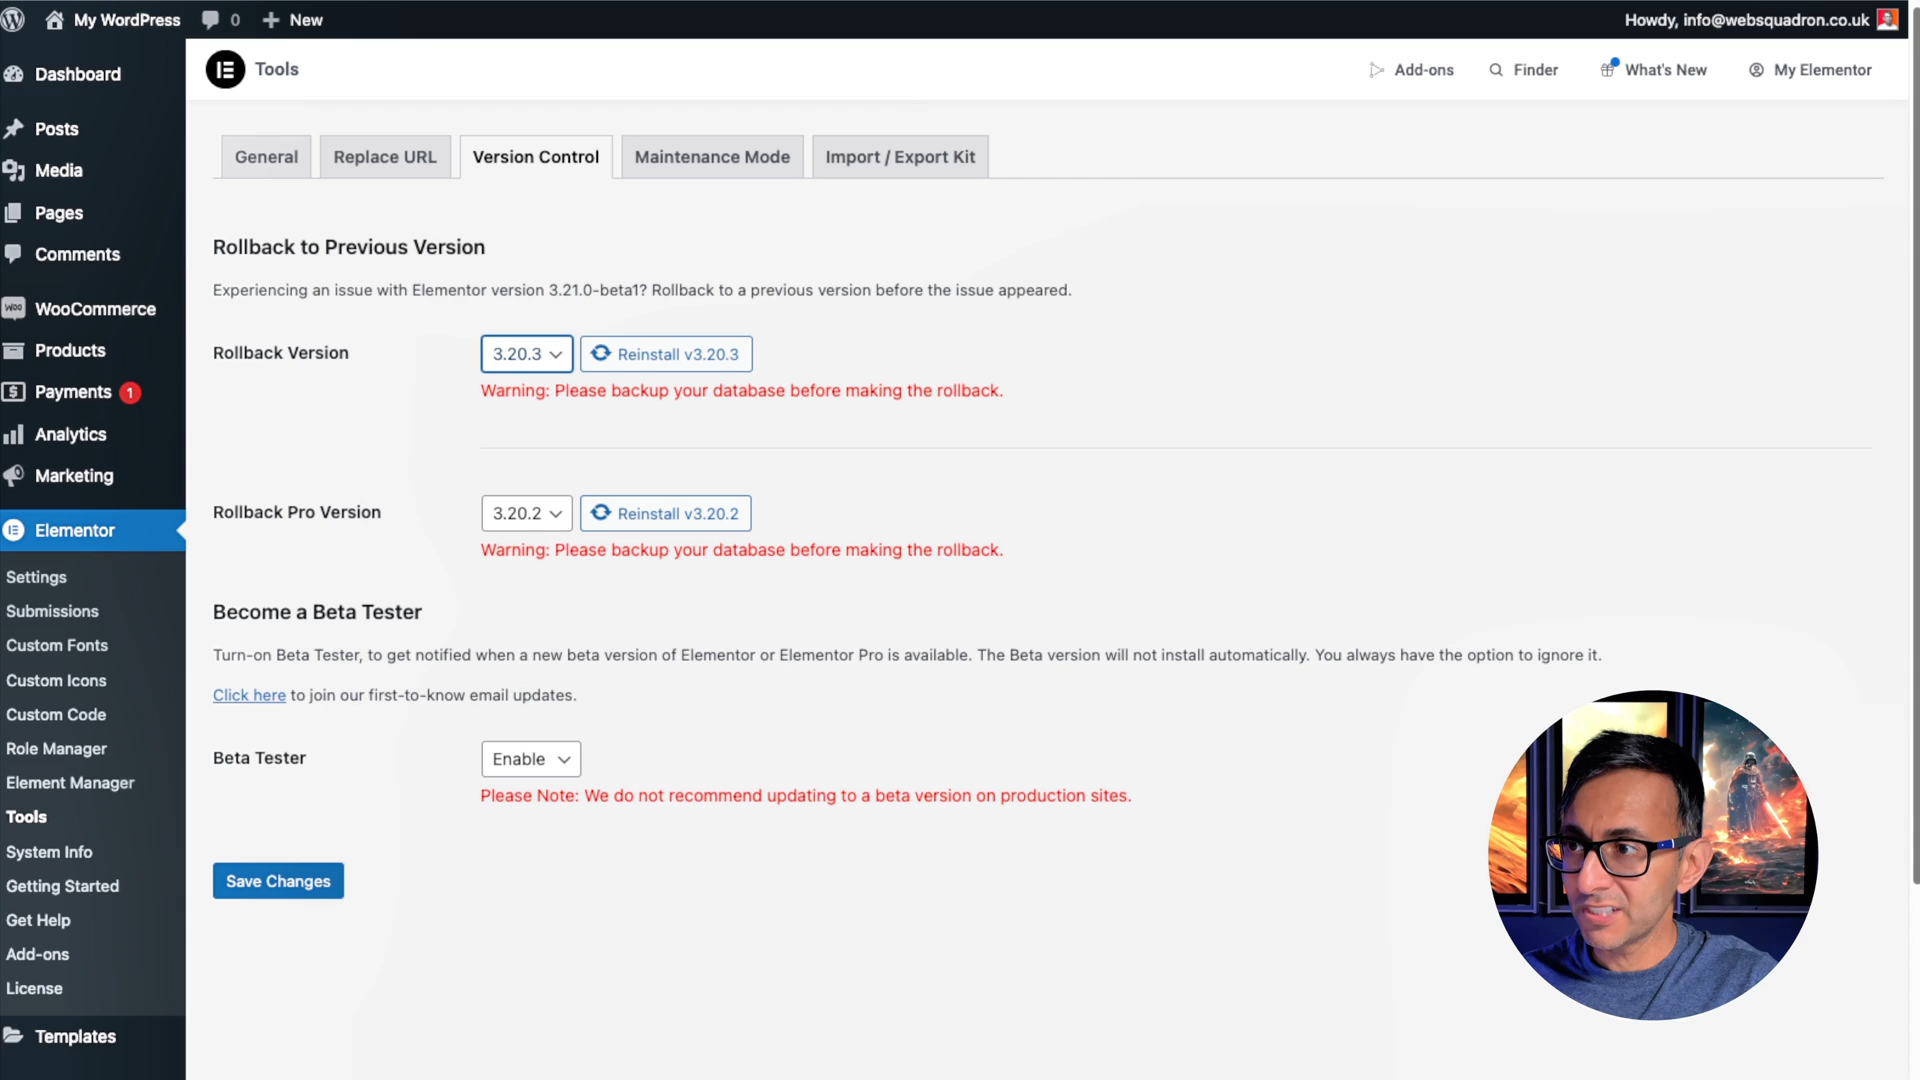 My WordPress
0
New
Howdy, info@websquadron.co.uk
Dashboard
Posts
Media
Pages
Comments
WooCommerce
Products
Payments 1
Analytics
Marketing
Elementor
Settings
Submissions
Custom Fonts
Custom Icons
Custom Code
Role Manager
Element Manager
Tools
System Info
Getting Started
Get Help
Add-ons
License
Templates
Tools
Add-ons
Finder
What's New
My Elementor
General
Replace URL
Version Control
Maintenance Mode
Import / Export Kit
Rollback to Previous Version
Experiencing an issue with Elementor version 3.21.0-beta1? Rollback to a previous version before the issue appeared.
Rollback Version
3.20.3
Reinstall v3.20.3
Warning: Please backup your database before making the rollback.
Rollback Pro Version
3.20.2
Reinstall v3.20.2
Warning: Please backup your database before making the rollback.
Become a Beta Tester
Turn-on Beta Tester, to get notified when a new beta version of Elementor or Elementor Pro is available. The Beta version will not install automatically. You always have the option to ignore it.
Click here to join our first-to-know email updates.
Beta Tester
Enable
Please Note: We do not recommend updating to a beta version on production sites.
Save Changes